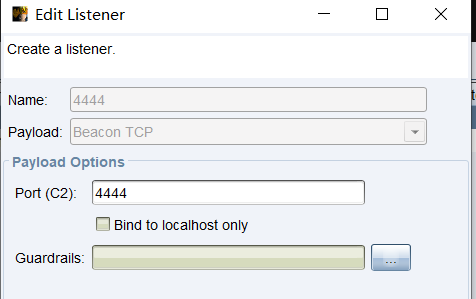 Edit Listener
Create a listener.
Name: 4444
Payload: Beacon TCP
Payload Options
Port (C2): 4444
Bind to localhost only
Guardrails: ...